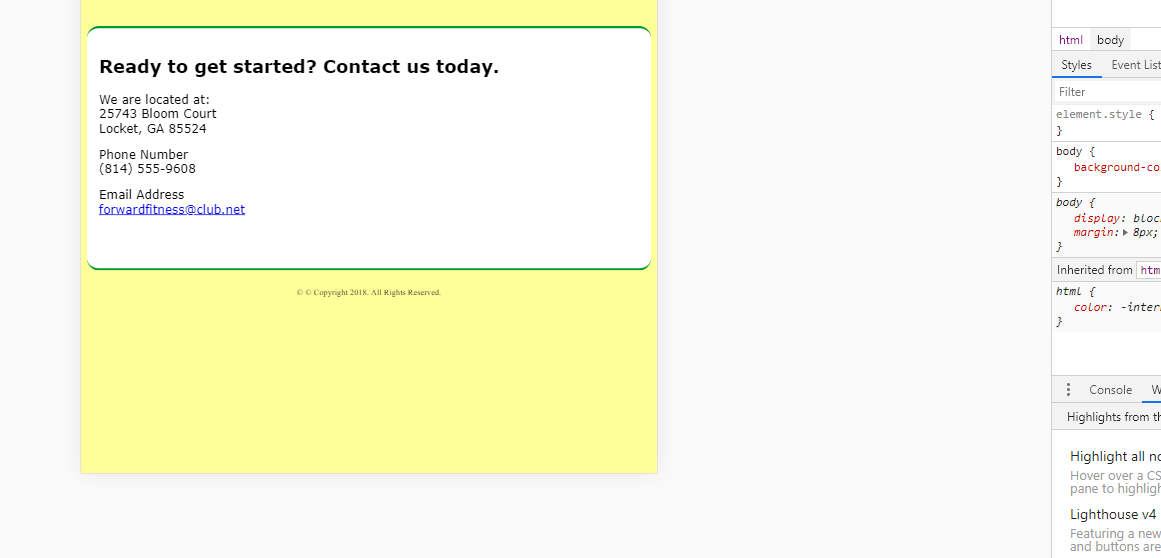 Ready to get started? Contact us today.
We are located at:
25743 Bloom Court
Locket, GA 85524
Phone Number
(814) 555-9608
Email Address
forwardfitness@club.net
© © Copyright 2018. All Rights Reserved.
html body
Styles Event List
Filter
element.style {
}
body {
background-co
}
body {
display: bloc
margin: 8px;
}
Inherited from htm
html {
color: -inter
}
Console W
Highlights from th
Highlight all no
Hover over a CS
pane to highligh
Lighthouse v4
Featuring a new
and buttons are